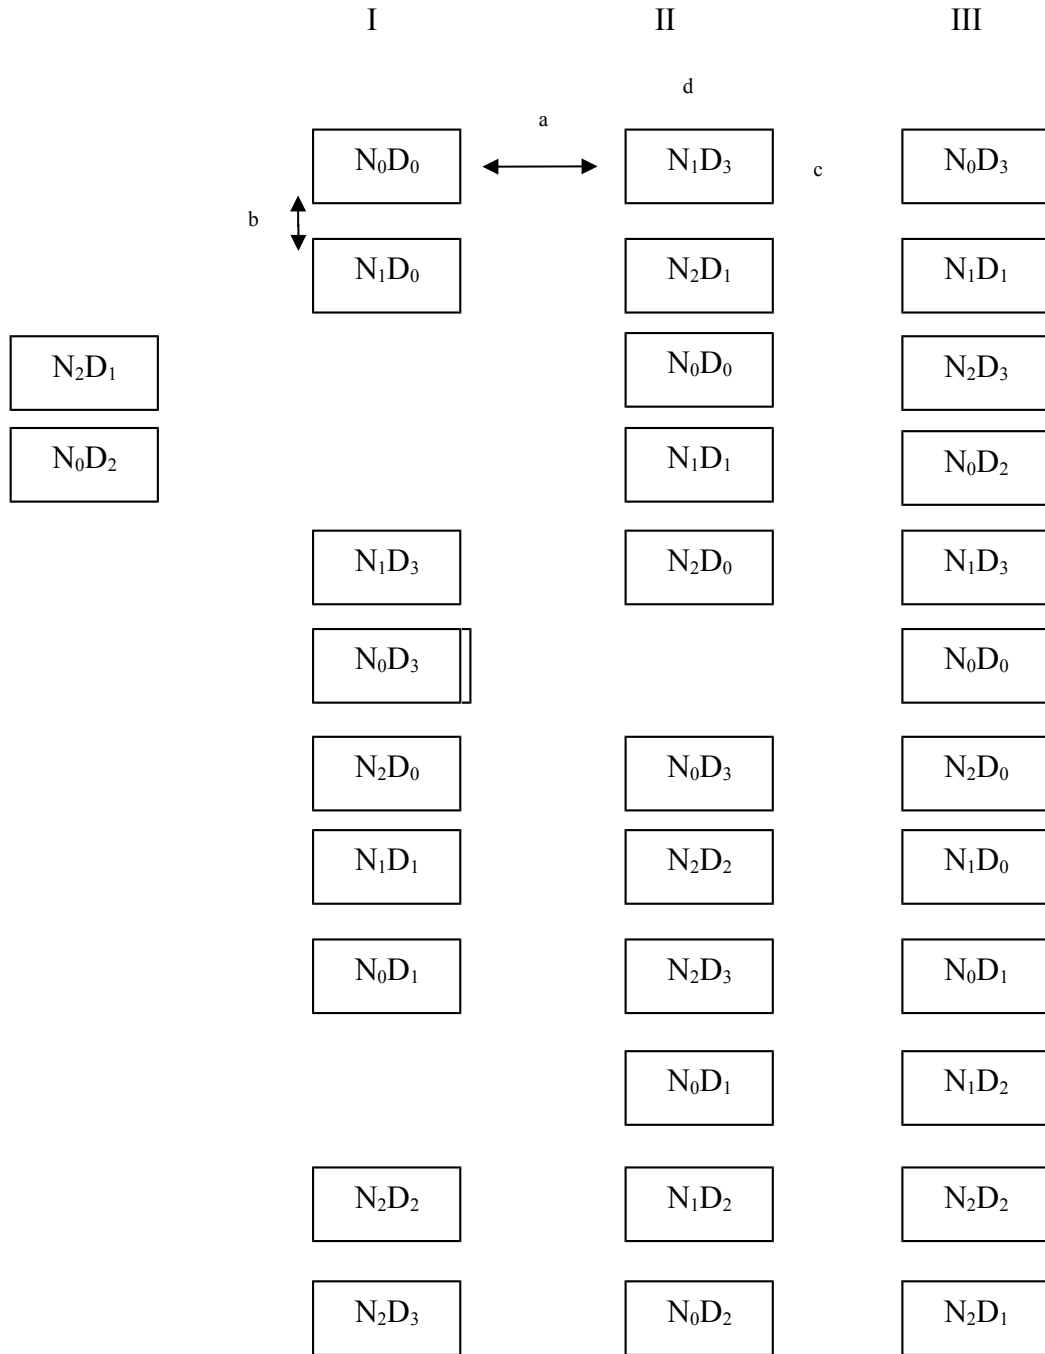 I II III
d
a
N₀D₀ N₁D₃ c N₀D₃
b
N₁D₀ N₂D₁ N₁D₁
N₂D₁ N₀D₀ N₂D₃
N₀D₂ N₁D₁ N₀D₂
N₁D₃ N₂D₀ N₁D₃
N₀D₃ N₀D₀
N₂D₀ N₀D₃ N₂D₀
N₁D₁ N₂D₂ N₁D₀
N₀D₁ N₂D₃ N₀D₁
N₀D₁ N₁D₂
N₂D₂ N₁D₂ N₂D₂
N₂D₃ N₀D₂ N₂D₁